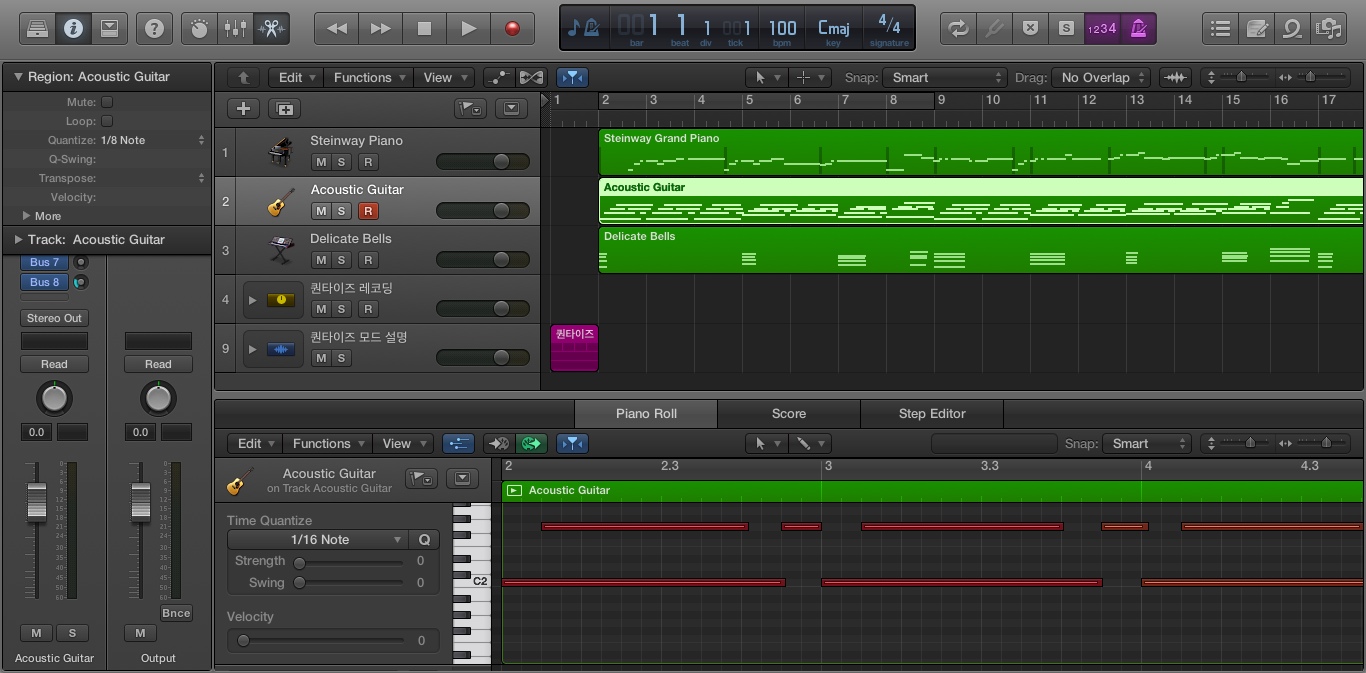 1 1 1 1 100 Cmaj 4/4
bar beat div tick bpm key signature
S 1234
Region: Acoustic Guitar
Mute:
Loop:
Quantize: 1/8 Note
Q-Swing:
Transpose:
Velocity:
More
Track: Acoustic Guitar
Bus 7
Bus 8
Stereo Out
Read Read
0.0 0.0
Bnce
M S M
Acoustic Guitar Output
Edit Functions View Snap: Smart Drag: No Overlap
1 2 3 4 5 6 7 8 9 10 11 12 13 14 15 16 17
1 Steinway Piano
M S R
Steinway Grand Piano
2 Acoustic Guitar
M S R
Acoustic Guitar
3 Delicate Bells
M S R
Delicate Bells
4 퀀타이즈 레코딩
M S R
9 퀀타이즈 모드 설명
M S
퀀타이즈
Piano Roll Score Step Editor
Edit Functions View Snap: Smart
2 2.3 3 3.3 4 4.3
Acoustic Guitar
on Track Acoustic Guitar
Acoustic Guitar
Time Quantize
1/16 Note Q
Strength 0
Swing 0
Velocity
0
C2